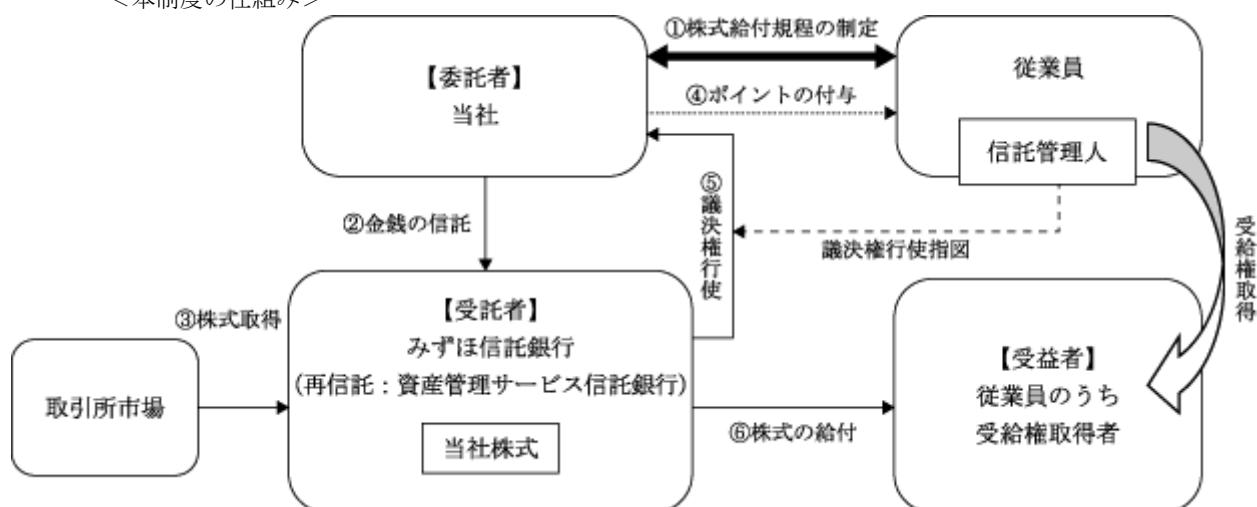 <本制度の仕組み>
①株式給付規程の制定
【委託者】
当社
従業員
④ポイントの付与
信託管理人
②金銭の信託
⑤議決権行使
議決権行使指図
受給権取得
③株式取得
【受託者】
みずほ信託銀行
(再信託：資産管理サービス信託銀行)
当社株式
取引所市場
⑥株式の給付
【受益者】
従業員のうち
受給権取得者